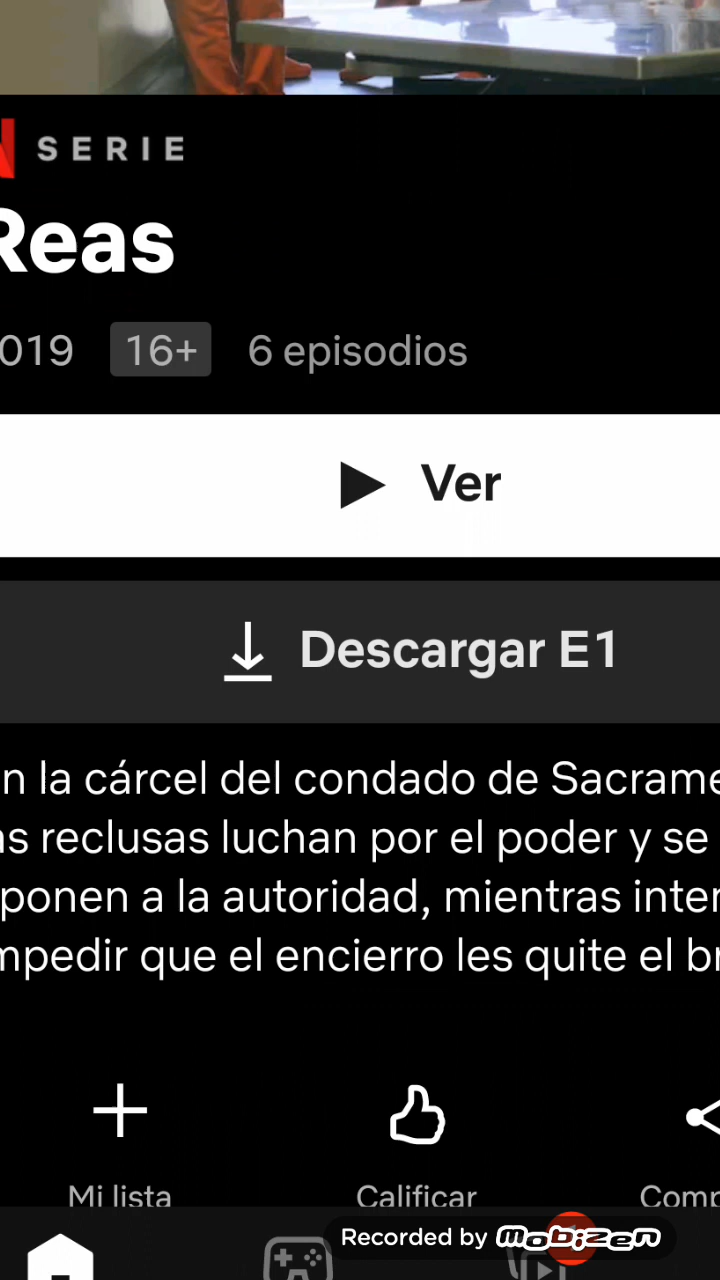 N SERIE
Reas
019 16+ 6 episodios
Ver
Descargar E1
n la cárcel del condado de Sacrame
as reclusas luchan por el poder y se
ponen a la autoridad, mientras inter
mpedir que el encierro les quite el br
Mi lista Calificar Comp
Recorded by Mobizen